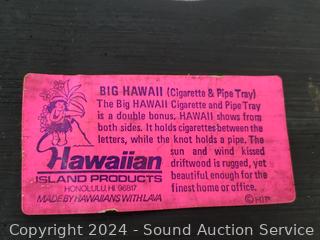 BIG HAWAII (Cigarette & Pipe Tray)
The Big HAWAII Cigarette and Pipe Tray
is a double bonus. HAWAII shows from
both sides. It holds cigarettes between the
letters, while the knot holds a pipe. The
sun and wind kissed
driftwood is rugged, yet
beautiful enough for the
finest home or office.
Hawaiian
ISLAND PRODUCTS
HONOLULU, HI. 96817
MADE BY HAWAIIANS WITH LAVA
© HIP
Copyright 2024 - Sound Auction Service